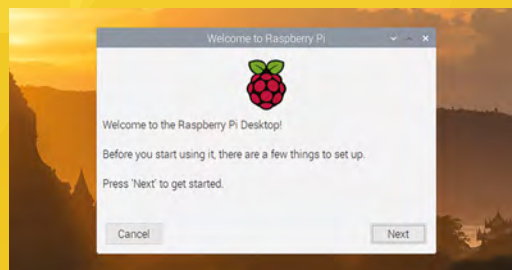 Welcome to Raspberry Pi
Welcome to the Raspberry Pi Desktop!
Before you start using it, there are a few things to set up.
Press 'Next' to get started.
Cancel
Next